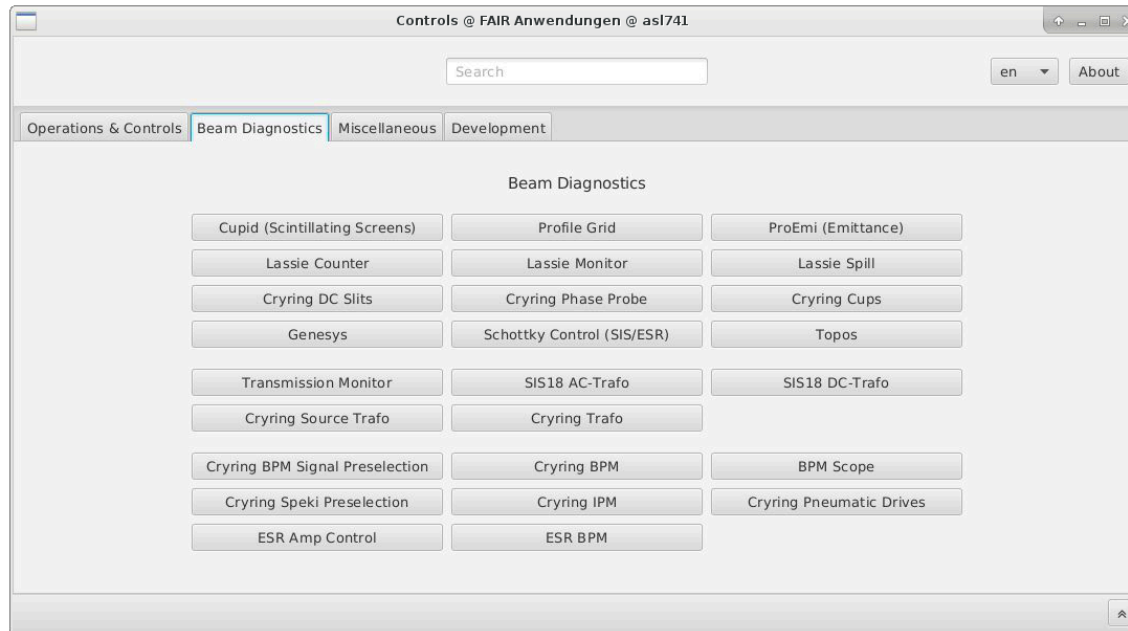 Controls @ FAIR Anwendungen @ asl741
Search
en
About
Operations & Controls
Beam Diagnostics
Miscellaneous
Development
Beam Diagnostics
Cupid (Scintillating Screens)
Profile Grid
ProEmi (Emittance)
Lassie Counter
Lassie Monitor
Lassie Spill
Cryring DC Slits
Cryring Phase Probe
Cryring Cups
Genesys
Schottky Control (SIS/ESR)
Topos
Transmission Monitor
SIS18 AC-Trafo
SIS18 DC-Trafo
Cryring Source Trafo
Cryring Trafo
Cryring BPM Signal Preselection
Cryring BPM
BPM Scope
Cryring Speki Preselection
Cryring IPM
Cryring Pneumatic Drives
ESR Amp Control
ESR BPM